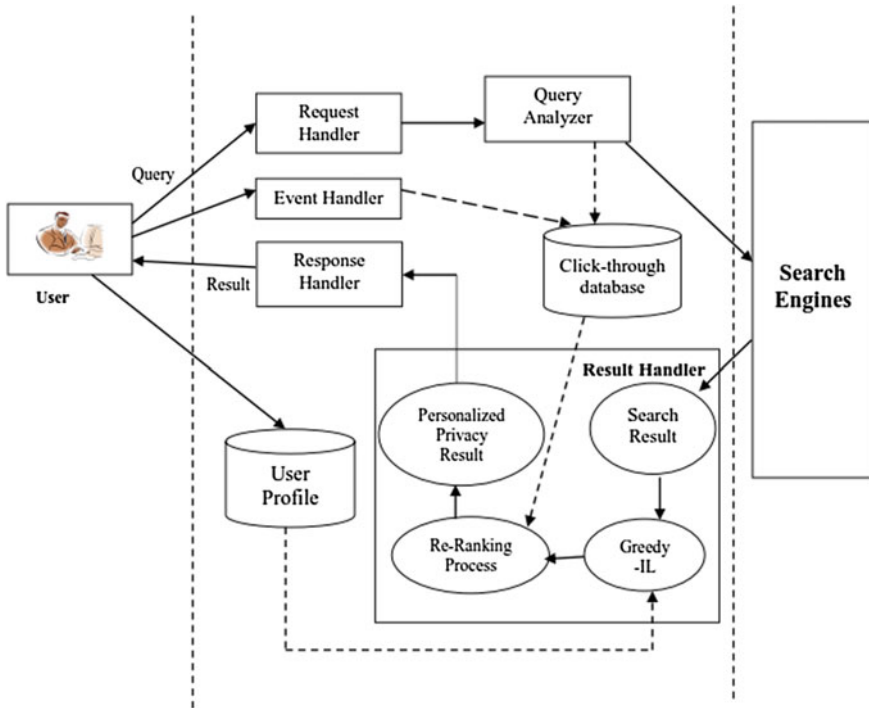 Query
Analyzer
Request
Handler
Query
Event Handler
Response
Handler
Result
User
Click-through
database
Search
Engines
Result Handler
Personalized
Privacy
Result
Search
Result
User
Profile
Re-Ranking
Process
Greedy
-IL